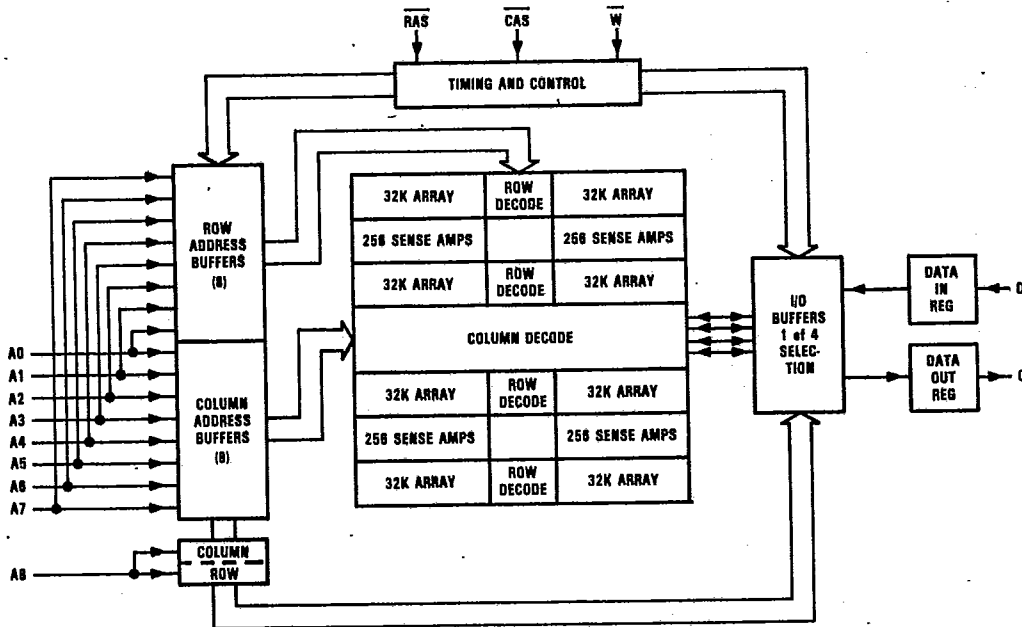 RAS CAS W
TIMING AND CONTROL
ROW
ADDRESS
BUFFERS
(8)
32K ARRAY
ROW
DECODE
32K ARRAY
256 SENSE AMPS
256 SENSE AMPS
32K ARRAY
ROW
DECODE
32K ARRAY
COLUMN DECODE
32K ARRAY
ROW
DECODE
32K ARRAY
256 SENSE AMPS
256 SENSE AMPS
32K ARRAY
ROW
DECODE
32K ARRAY
I/O
BUFFERS
1 of 4
SELEC-
TION
DATA
IN
REG
D
DATA
OUT
REG
A0
A1
A2
A3
A4
A5
A6
A7
COLUMN
ADDRESS
BUFFERS
(8)
A8
COLUMN
ROW